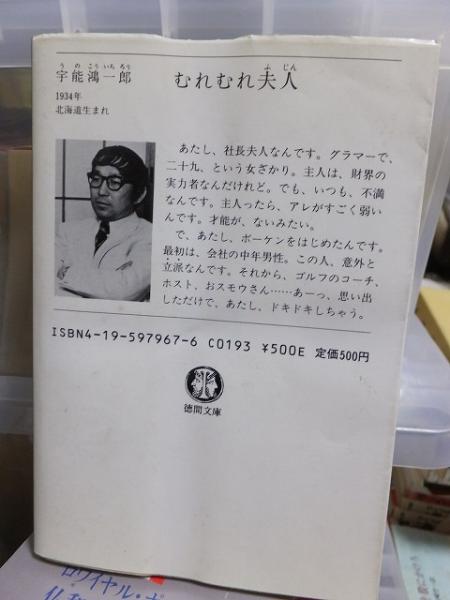 う の こう いち ろう
宇能鴻一郎
1934年
北海道生まれ
ふ じん
むれむれ夫人
あたし、社長夫人なんです。グラマーで、
二十九、という女ざかり。主人は、財界の
実力者なんだけれど。でも、いつも、不満
なんです。主人ったら、アレがすごく弱い
んです。才能が、ないみたい。
で、あたし、ボーケンをはじめたんです。
最初は、会社の中年男性。この人、意外と
立派なんです。それから、ゴルフのコーチ、
ホスト、おスモウさん……あーっ、思い出
しただけで、あたし、ドキドキしちゃう。
ISBN4-19-597967-6 C0193 ¥500E 定価500円
徳間文庫
ロワイヤル・ポ